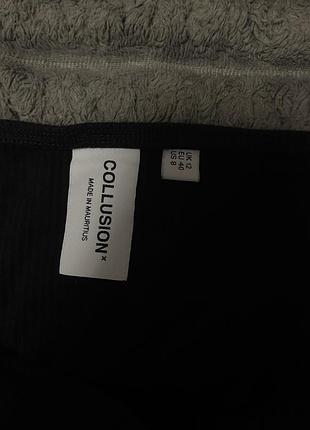 COLLUSION×
MADE IN MAURITIUS
UK 12
EU 40
US 8